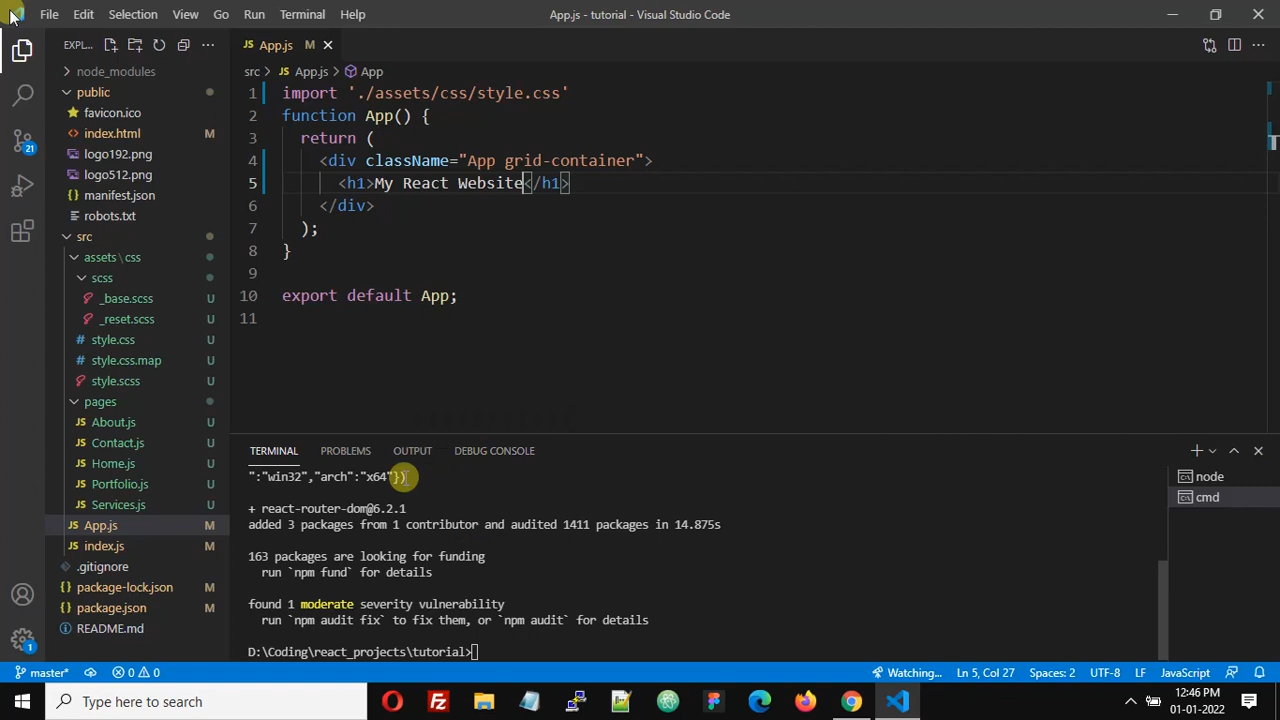 File Edit Selection View Go Run Terminal Help
App.js - tutorial - Visual Studio Code
EXPL...
node_modules
public
favicon.ico
index.html M
logo192.png
logo512.png
manifest.json
robots.txt
src
assets\css
scss
_base.scss U
_reset.scss U
style.css U
style.css.map U
style.scss U
pages
JS About.js U
JS Contact.js U
JS Home.js U
JS Portfolio.js U
JS Services.js U
JS App.js M
JS index.js M
.gitignore
package-lock.json M
package.json M
README.md
21
1
JS App.js M
src > JS App.js > App
1 import './assets/css/style.css'
2 function App() {
3 return (
4 <div className="App grid-container">
5 <h1>My React Website</h1>
6 </div>
7 );
8 }
9
10 export default App;
11
TERMINAL PROBLEMS OUTPUT DEBUG CONSOLE
":"win32","arch":"x64"})
+ react-router-dom@6.2.1
added 3 packages from 1 contributor and audited 1411 packages in 14.875s
163 packages are looking for funding
run `npm fund` for details
found 1 moderate severity vulnerability
run `npm audit fix` to fix them, or `npm audit` for details
D:\Coding\react_projects\tutorial>
node
cmd
master* 0 0 Watching... Ln 5, Col 27 Spaces: 2 UTF-8 LF JavaScript
Type here to search
12:46 PM
01-01-2022